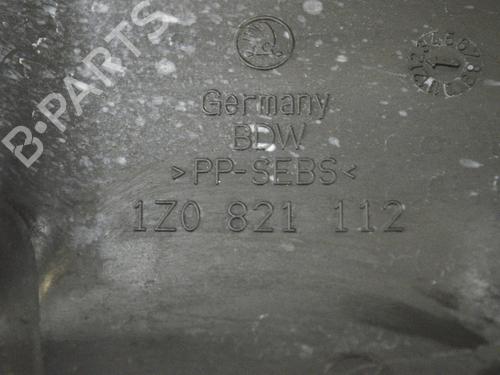 B-PARTS
Germany
BDW
>PP-SEBS<
1Z0 821 112